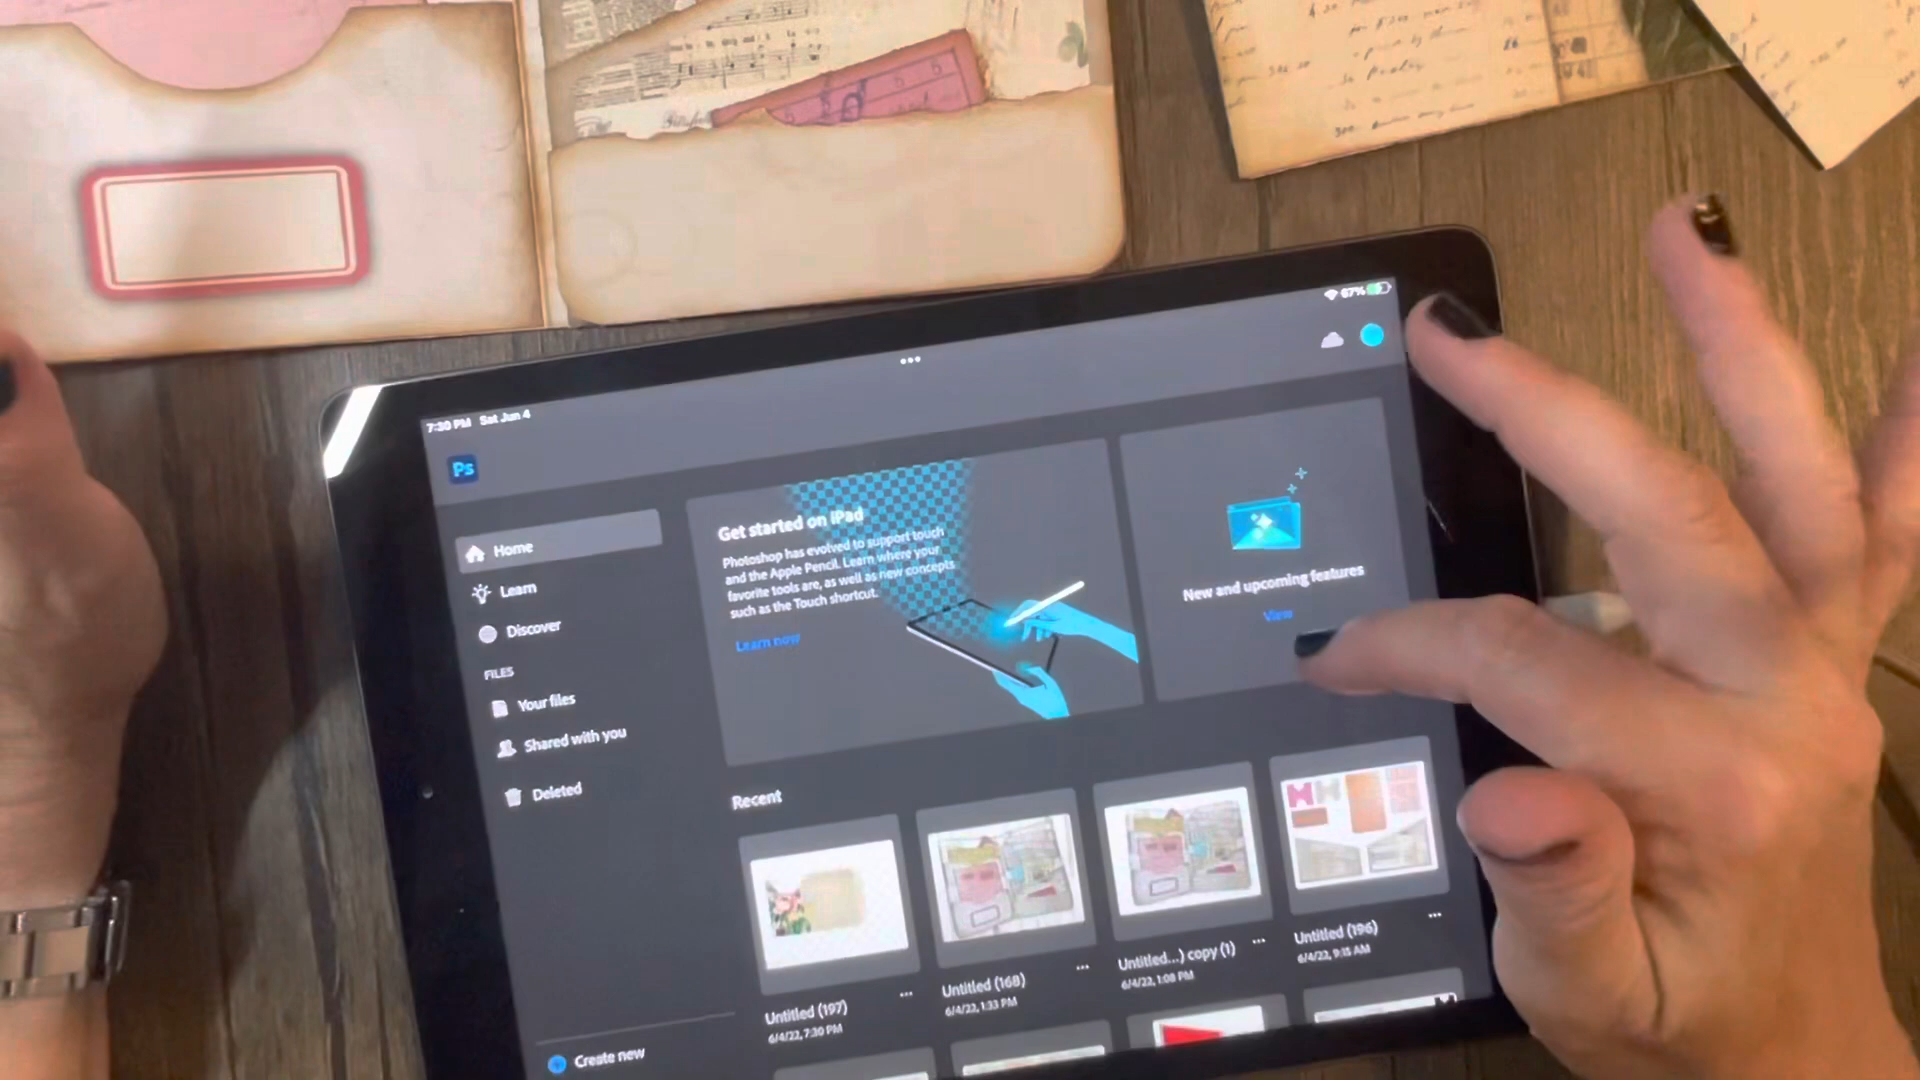 67%
7:30 PM Sat Jun 4
Ps
Home
Learn
Discover
FILES
Your files
Shared with you
Deleted
Create new
Get started on iPad
Photoshop has evolved to support touch
and the Apple Pencil. Learn where your
favorite tools are, as well as new concepts
such as the Touch shortcut.
Learn now
New and upcoming features
View
Recent
Untitled (197)
6/4/22, 7:30 PM
Untitled (168)
6/4/22, 1:33 PM
Untitled...) copy (1)
6/4/22, 1:08 PM
Untitled (196)
6/4/22, 9:15 AM